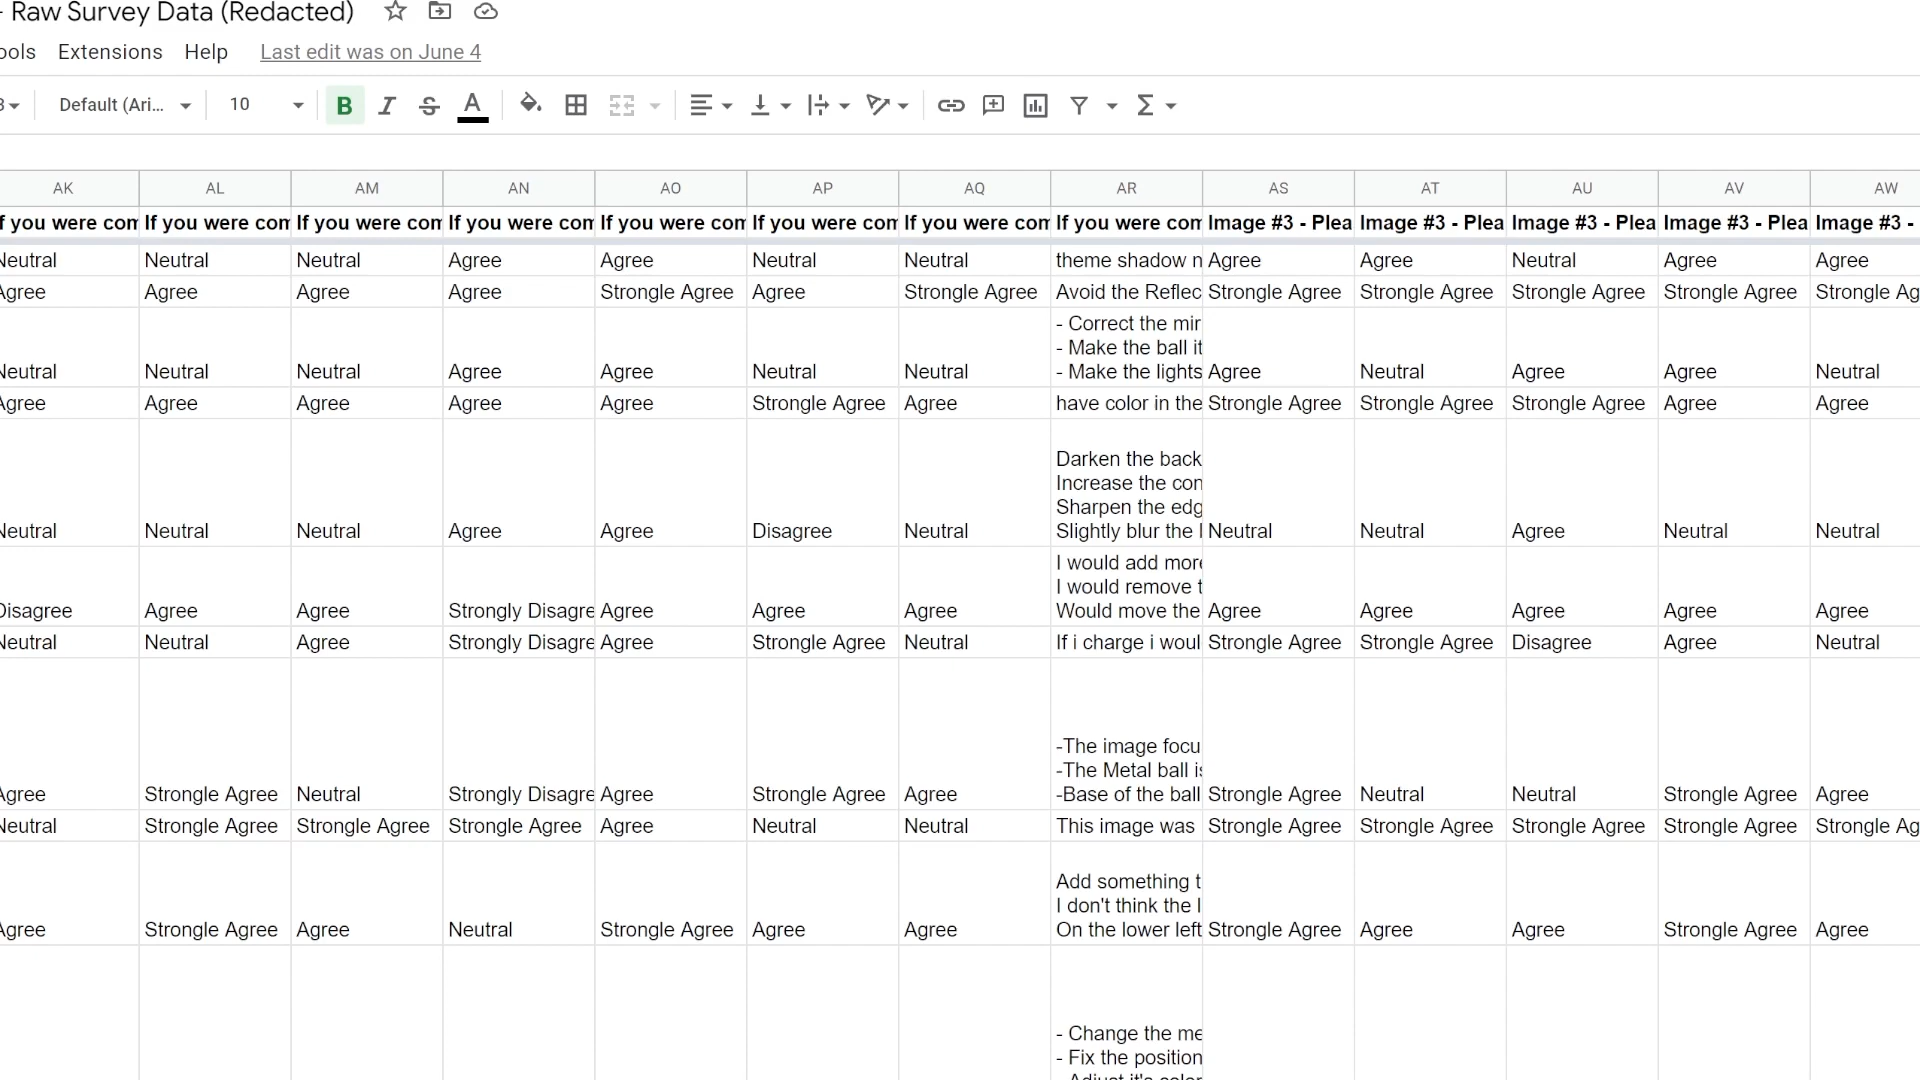 - Raw Survey Data (Redacted)
ools Extensions Help Last edit was on June 4
Default (Ari... 10 B I S A
AK AL AM AN AO AP AQ AR AS AT AU AV AW
f you were com If you were com If you were com If you were com If you were com If you were com If you were com If you were com Image #3 - Plea Image #3 - Plea Image #3 - Plea Image #3 - Plea Image #3 -
Neutral Neutral Neutral Agree Agree Neutral Neutral theme shadow n Agree Agree Neutral Agree Agree
Agree Agree Agree Agree Strongle Agree Agree Strongle Agree Avoid the Reflec Strongle Agree Strongle Agree Strongle Agree Strongle Agree Strongle Ag
- Correct the mir
- Make the ball it
Neutral Neutral Neutral Agree Agree Neutral Neutral - Make the lights Agree Neutral Agree Agree Neutral
Agree Agree Agree Agree Agree Strongle Agree Agree have color in the Strongle Agree Strongle Agree Strongle Agree Agree Agree
Darken the back
Increase the con
Sharpen the edg
Neutral Neutral Neutral Agree Agree Disagree Neutral Slightly blur the Neutral Neutral Agree Neutral Neutral
I would add more
I would remove t
Disagree Agree Agree Strongly Disagre Agree Agree Agree Would move the Agree Agree Agree Agree Agree
Neutral Neutral Agree Strongly Disagre Agree Strongle Agree Neutral If i charge i woul Strongle Agree Strongle Agree Disagree Agree Neutral
-The image focu
-The Metal ball is
Agree Strongle Agree Neutral Strongly Disagre Agree Strongle Agree Agree -Base of the ball Strongle Agree Neutral Neutral Strongle Agree Agree
Neutral Strongle Agree Strongle Agree Strongle Agree Agree Neutral Neutral This image was Strongle Agree Strongle Agree Strongle Agree Strongle Agree Strongle Ag
Add something t
I don't think the l
Agree Strongle Agree Agree Neutral Strongle Agree Agree Agree On the lower left Strongle Agree Agree Agree Strongle Agree Agree
- Change the me
- Fix the position
- Adjust it's color